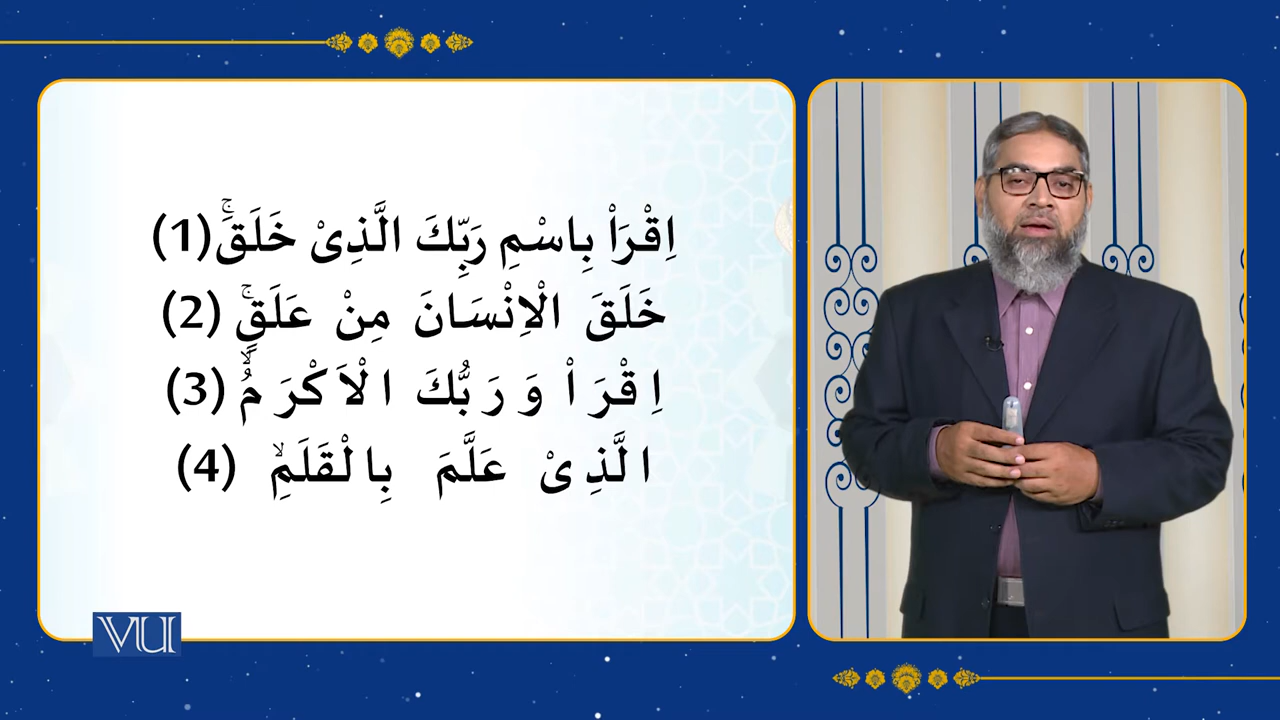 اِقْرَاْ بِاسْمِ رَبِّكَ الَّذِیْ خَلَقَۚ (1)
خَلَقَ الْاِنْسَانَ مِنْ عَلَقٍۚ (2)
اِقْرَاْ وَرَبُّكَ الْاَكْرَمُۙ (3)
الَّذِیْ عَلَّمَ بِالْقَلَمِۙ (4)
VU